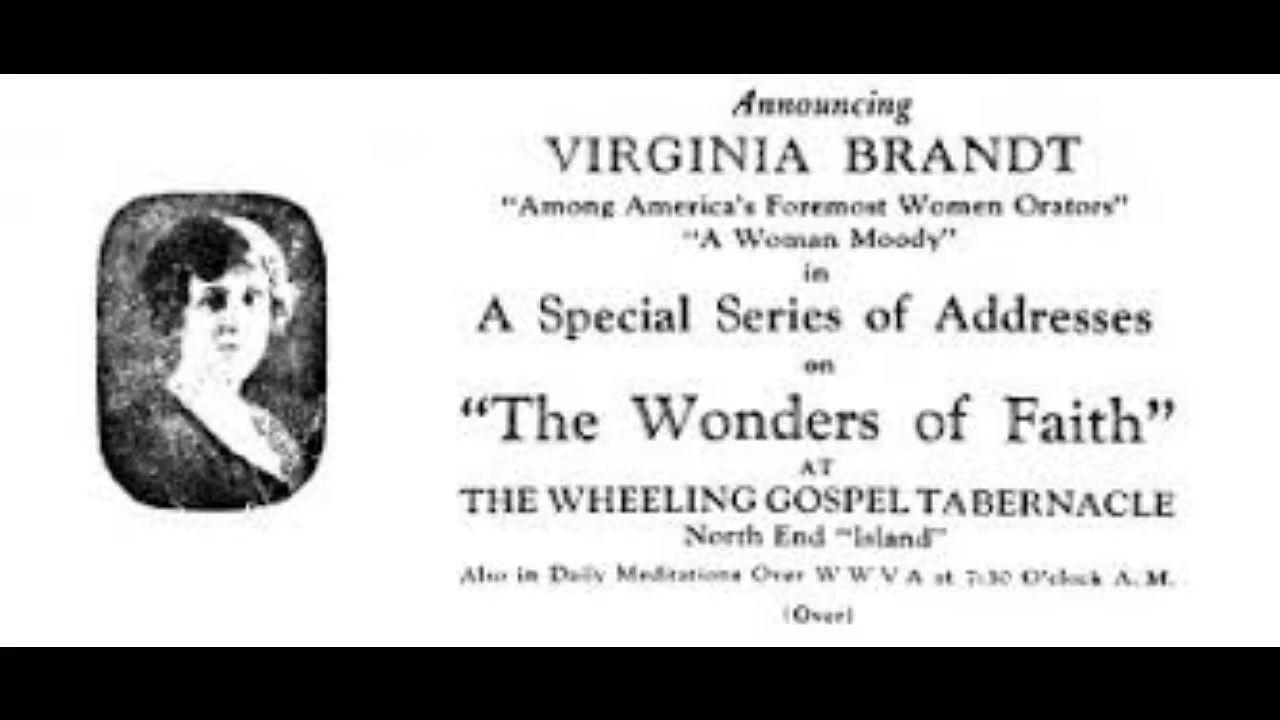 Announcing
VIRGINIA BRANDT
"Among America's Foremost Women Orators"
"A Woman Moody"
in
A Special Series of Addresses
on
"The Wonders of Faith"
AT
THE WHEELING GOSPEL TABERNACLE
North End "Island"
Also in Daily Meditations Over W W V A at 7:30 O'clock A. M.
(Over)